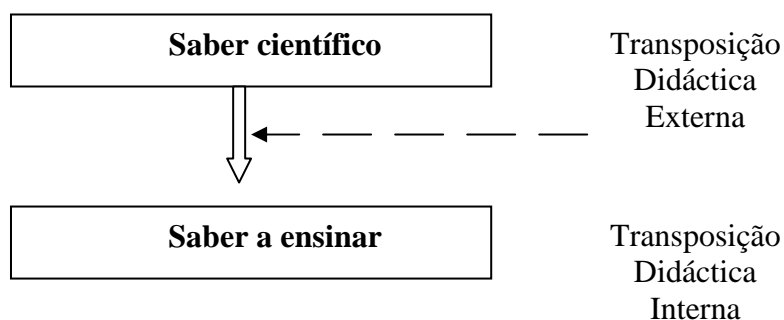 Saber científico
Transposição
Didáctica
Externa
Saber a ensinar
Transposição
Didáctica
Interna